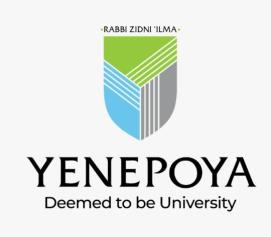 •RABBI ZIDNI 'ILMA•
YENEPOYA
Deemed to be University